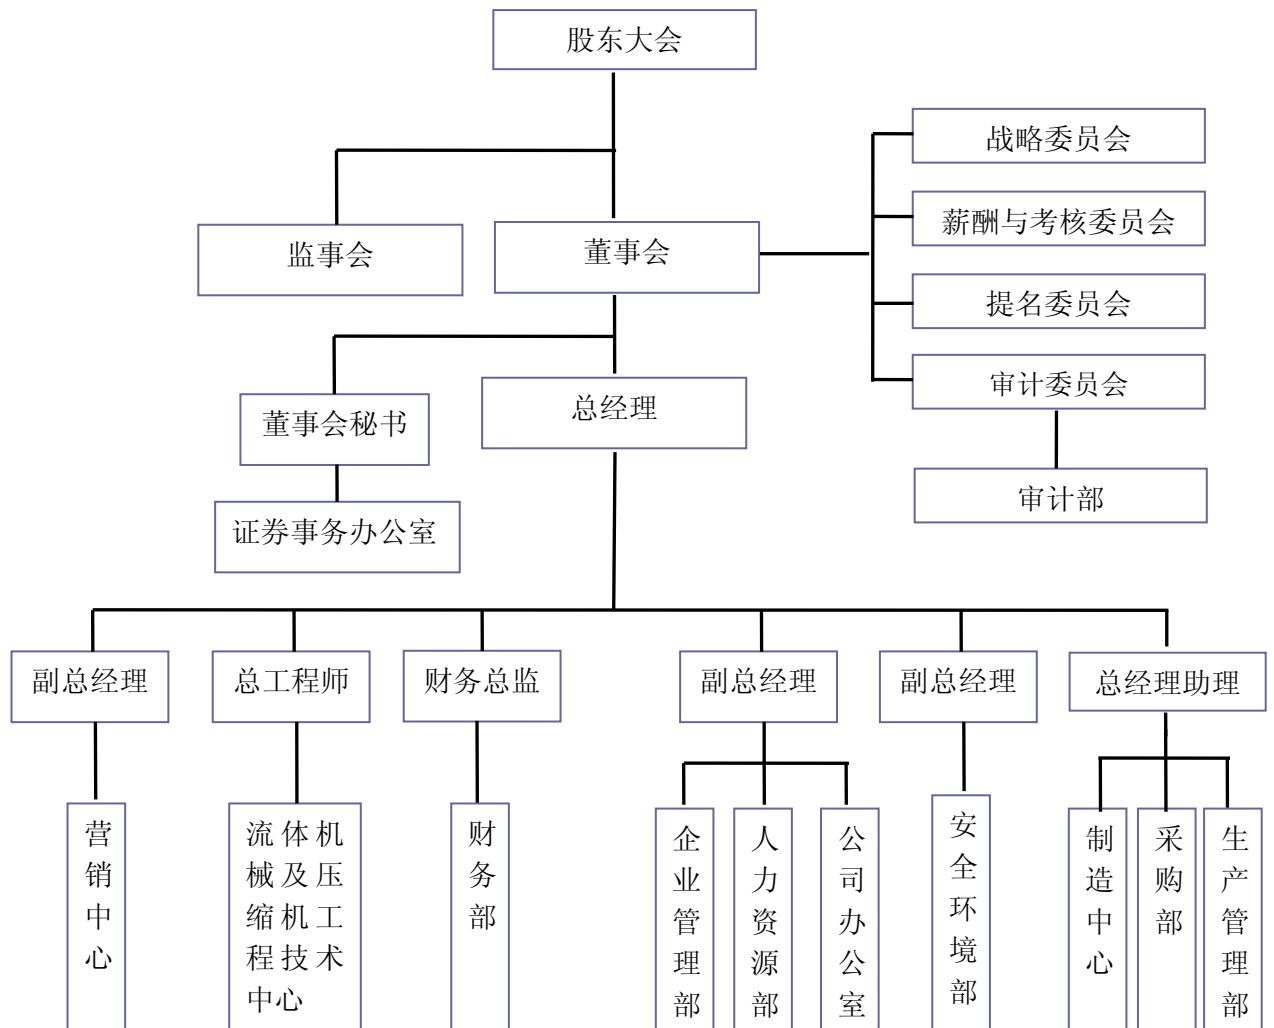 股东大会
战略委员会
薪酬与考核委员会
监事会
董事会
提名委员会
审计委员会
董事会秘书
总经理
审计部
证券事务办公室
副总经理
总工程师
财务总监
副总经理
副总经理
总经理助理
营销中心
流体机
械及压
缩机工
程技术
中心
财务部
企业管理部
人力资源部
公司办公室
安全环境部
制造中心
采购部
生产管理部